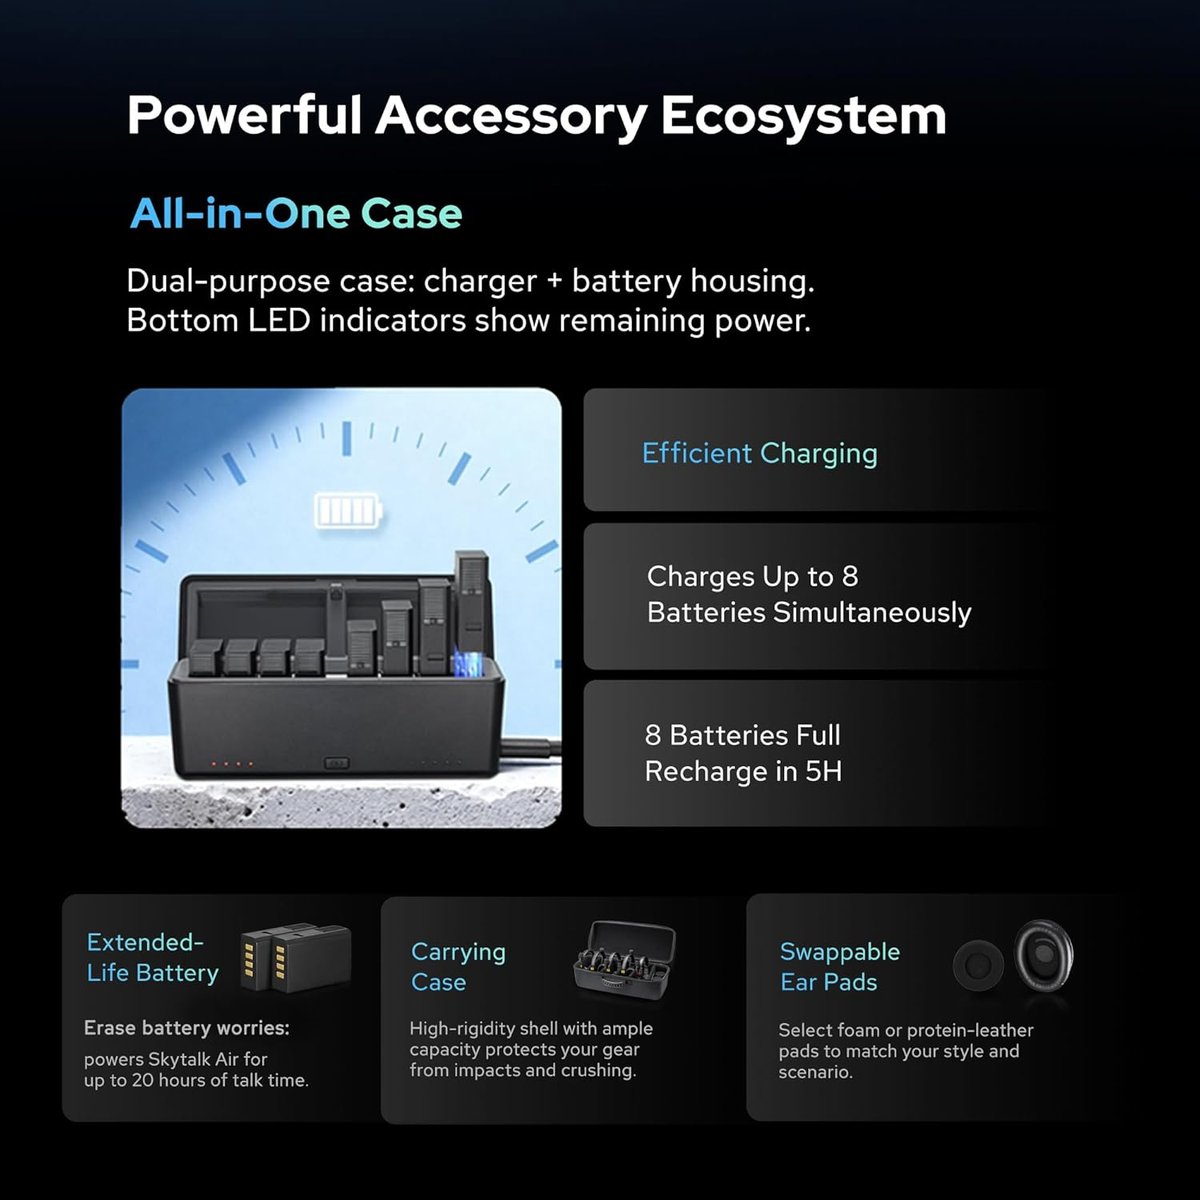 Powerful Accessory Ecosystem
All-in-One Case
Dual-purpose case: charger + battery housing.
Bottom LED indicators show remaining power.
Efficient Charging
Charges Up to 8
Batteries Simultaneously
8 Batteries Full
Recharge in 5H
Extended-
Life Battery
Erase battery worries:
powers Skytalk Air for
up to 20 hours of talk time.
Carrying
Case
High-rigidity shell with ample
capacity protects your gear
from impacts and crushing.
Swappable
Ear Pads
Select foam or protein-leather
pads to match your style and
scenario.